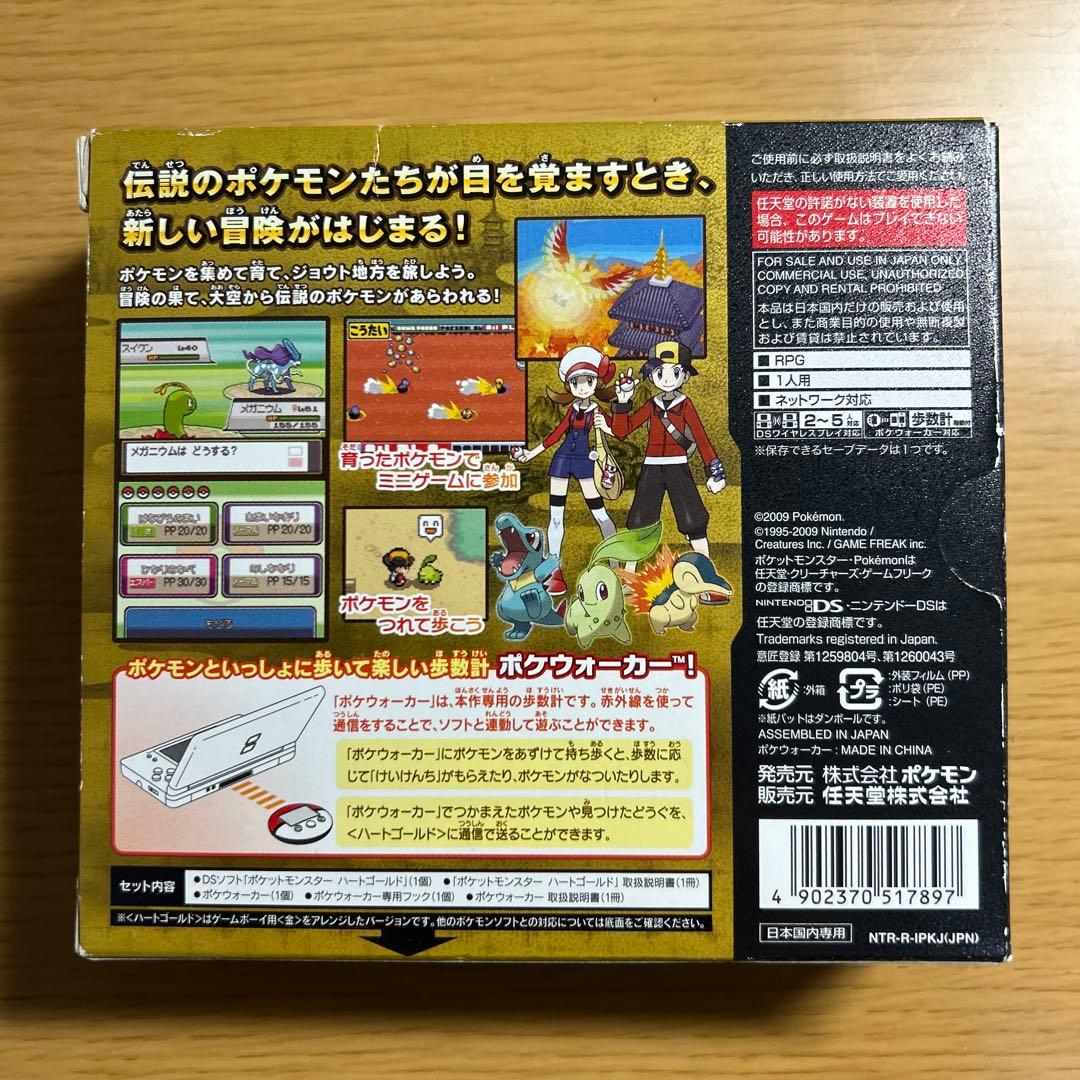 伝説のポケモンたちが目を覚ますとき、
新しい冒険がはじまる!
ポケモンを集めて育て、ジョウト地方を旅しよう。
冒険の果て、大空から伝説のポケモンがあらわれる!
スイクン Lv40
HP
メガニウム Lv51
HP
155/155
メガニウムは どうする?
PP 20/20
PP 20/20
エスパー PP 30/30
ノーマル PP 15/15
もどる
こうたい
育ったポケモンで
ミニゲームに参加
ポケモンを
つれて歩こう
ポケモンといっしょに歩いて楽しい歩数計 ポケウォーカー™!
「ポケウォーカー」は、本作専用の歩数計です。赤外線を使って
通信をすることで、ソフトと連動して遊ぶことができます。
「ポケウォーカー」にポケモンをあずけて持ち歩くと、歩数に応
じて「けいけんち」がもらえたり、ポケモンがなついたりします。
「ポケウォーカー」でつかまえたポケモンや見つけたどうぐを、
<ハートゴールド>に通信で送ることができます。
セット内容
●DSソフト「ポケットモンスター ハートゴールド」(1個) ●「ポケットモンスター ハートゴールド」 取扱説明書(1冊)
●ポケウォーカー(1個) ●ポケウォーカー専用フック(1個) ●ポケウォーカー 取扱説明書(1冊)
※<ハートゴールド>はゲームボーイ用<金>をアレンジしたバージョンです。他のポケモンソフトとの対応については底面をご確認ください。
ご使用前に必ず取扱説明書をよくお読み
いただき、正しい使用方法でご愛用ください。
任天堂の許諾がない装置を使用した
場合、このゲームはプレイできない
可能性があります。
FOR SALE AND USE IN JAPAN ONLY.
COMMERCIAL USE, UNAUTHORIZED
COPY AND RENTAL PROHIBITED
本品は日本国内だけの販売および使用
とし、また商業目的の使用や無断複製
および賃貸は禁止されています。
■RPG
■1人用
■ネットワーク対応
2~5人対応
DSワイヤレスプレイ対応
歩数計
ポケウォーカー対応
※保存できるセーブデータは1つです。
©2009 Pokémon.
©1995-2009 Nintendo /
Creatures Inc. / GAME FREAK inc.
ポケットモンスター・Pokémonは
任天堂・クリーチャーズ・ゲームフリーク
の登録商標です。
NINTENDO DS・ニンテンドーDSは
任天堂の登録商標です。
Trademarks registered in Japan.
意匠登録 第1259804号、第1260043号
紙 :外箱
プラ :外装フィルム(PP)
:ポリ袋(PE)
:シート(PE)
※紙パットはダンボールです。
ASSEMBLED IN JAPAN
ポケウォーカー:MADE IN CHINA
発売元 株式会社ポケモン
販売元 任天堂株式会社
4 902370 517897
日本国内専用
NTR-R-IPKJ(JPN)